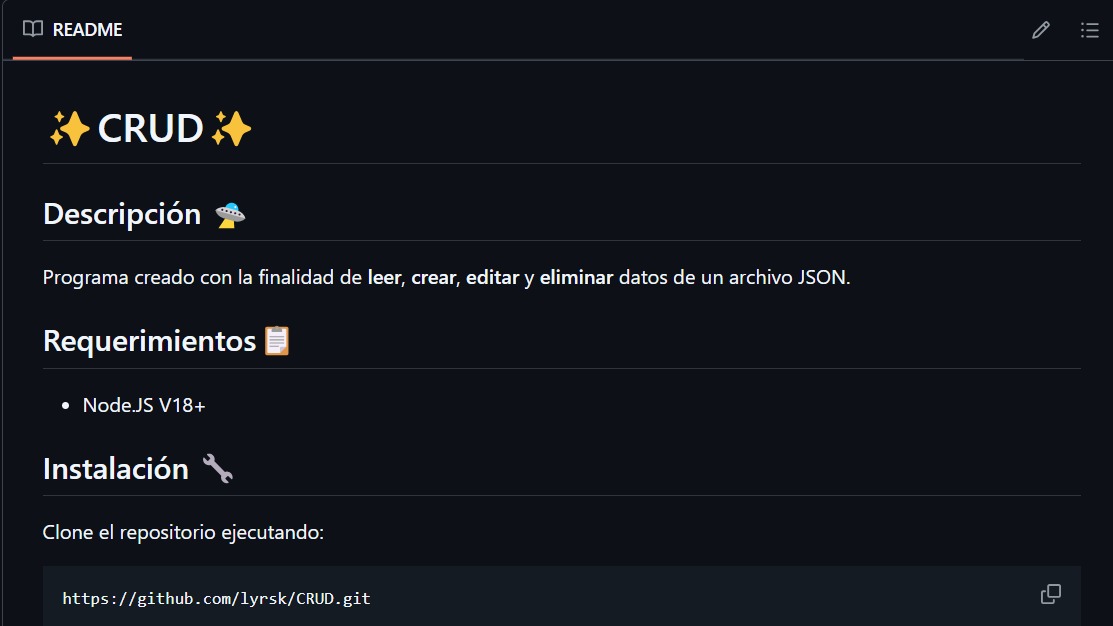 README
✨CRUD✨
Descripción 🛸
Programa creado con la finalidad de leer, crear, editar y eliminar datos de un archivo JSON.
Requerimientos 📋
• Node.JS V18+
Instalación 🔧
Clone el repositorio ejecutando:
https://github.com/lyrsk/CRUD.git